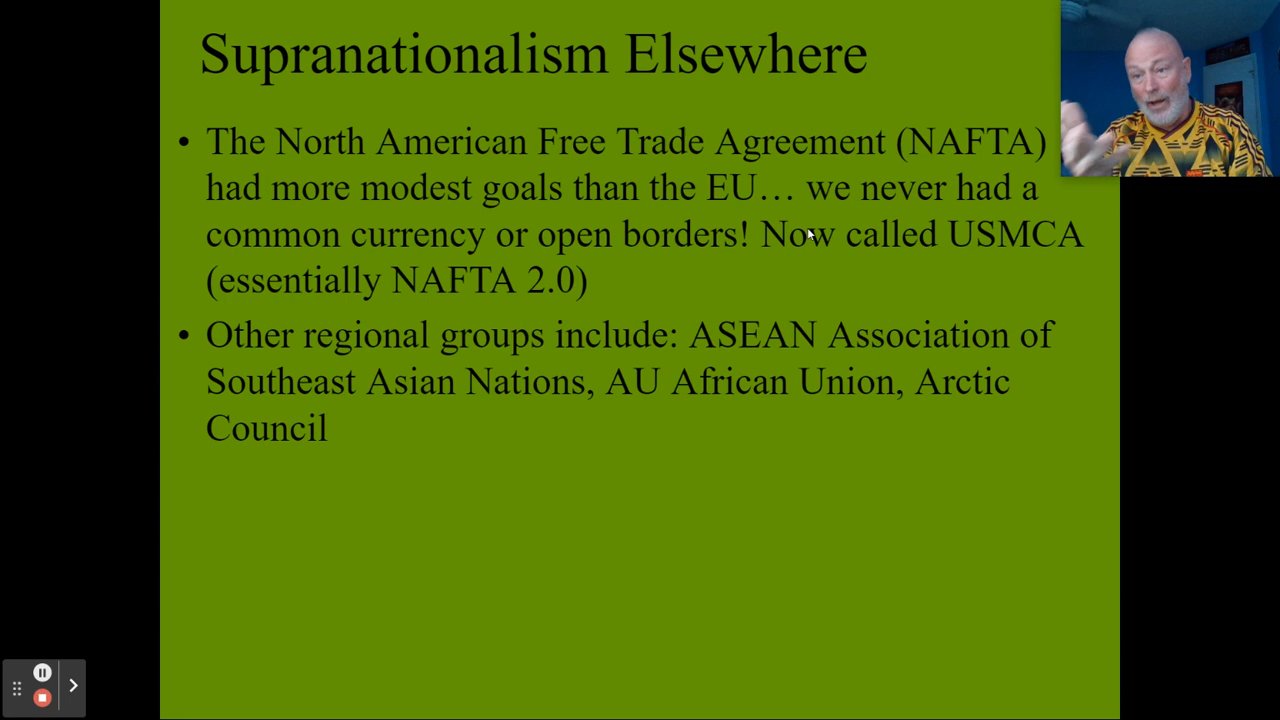 Supranationalism Elsewhere
• The North American Free Trade Agreement (NAFTA)
had more modest goals than the EU… we never had a
common currency or open borders! Now called USMCA
(essentially NAFTA 2.0)
• Other regional groups include: ASEAN Association of
Southeast Asian Nations, AU African Union, Arctic
Council